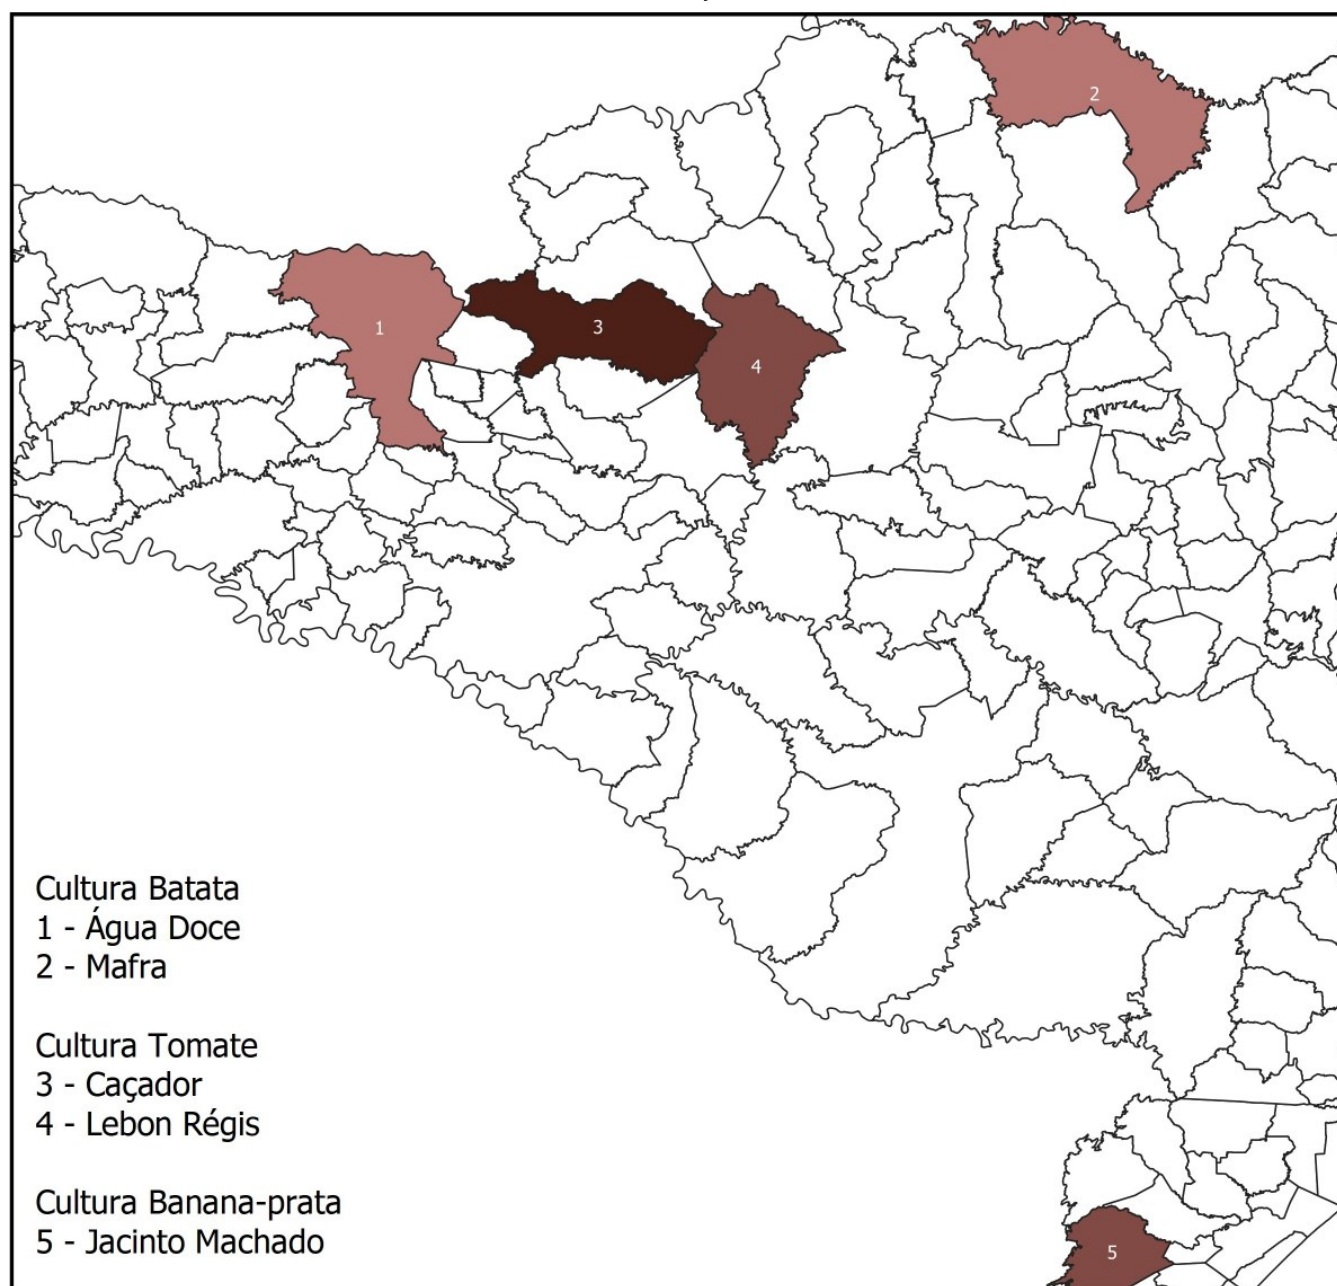 2
1
3
4
Cultura Batata
1 - Água Doce
2 - Mafra
Cultura Tomate
3 - Caçador
4 - Lebon Régis
Cultura Banana-prata
5 - Jacinto Machado
5